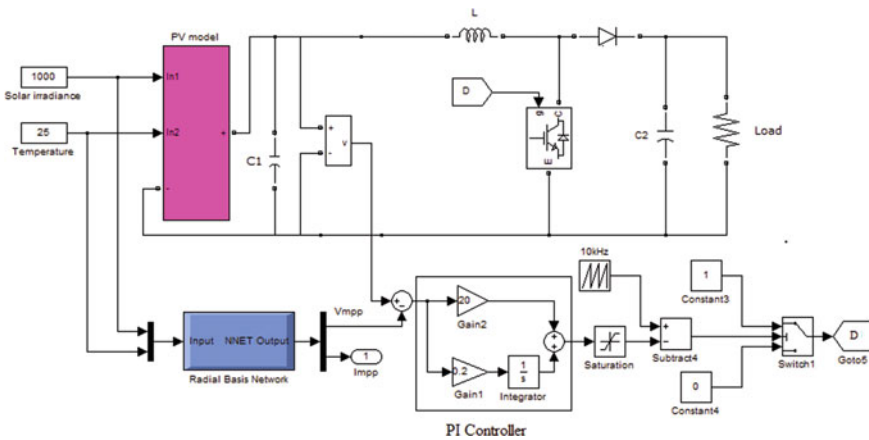 L
PV model
1000
Solar irradiance
In1
D
g
C
E
25
Temperature
In2
+
-
C1
+
-
v
C2
Load
10kHz
1
Constant3
Vmpp
+
-
20
Gain2
Input NNET Output
Radial Basis Network
1
Impp
0.2
Gain1
1
s
Integrator
+
+
Saturation
+
-
Subtract4
0
Constant4
Switch1
D
Goto5
PI Controller